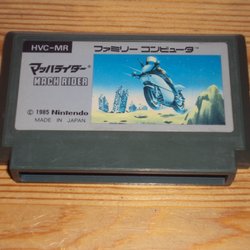 HVC-MR
ファミリー コンピュータ
マッハライダー
MACH RIDER
© 1985 Nintendo
MADE IN JAPAN